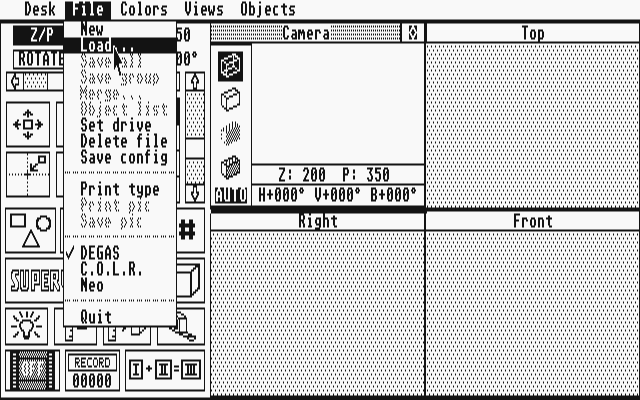 Desk File Colors Views Objects
Z/P 50
ROTATE 00°
New
Load...
Save all
Save group
Merge...
Object list
Set drive
Delete file
Save config
Print type
Print pic
Save pic
✓ DEGAS
C.O.L.R.
Neo
Quit
#
SUPER
OFF
RECORD
00000
I + II = III
Camera
Z: 200 P: 350
AUTO H+000° V+000° B+000°
Top
Right
Front